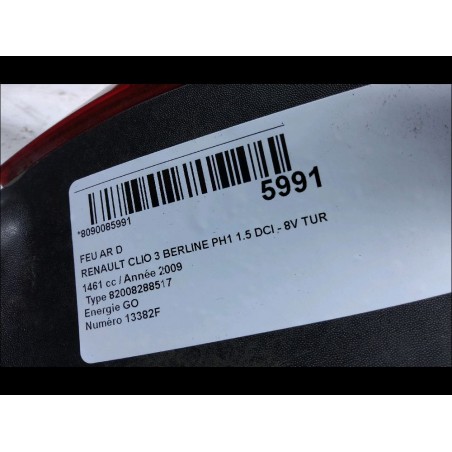 5991
*8090085991
FEU AR D
RENAULT CLIO 3 BERLINE PH1 1.5 DCI - 8V TUR
1461 cc / Année 2009
Type 82008288517
Energie GO
Numéro 13382F